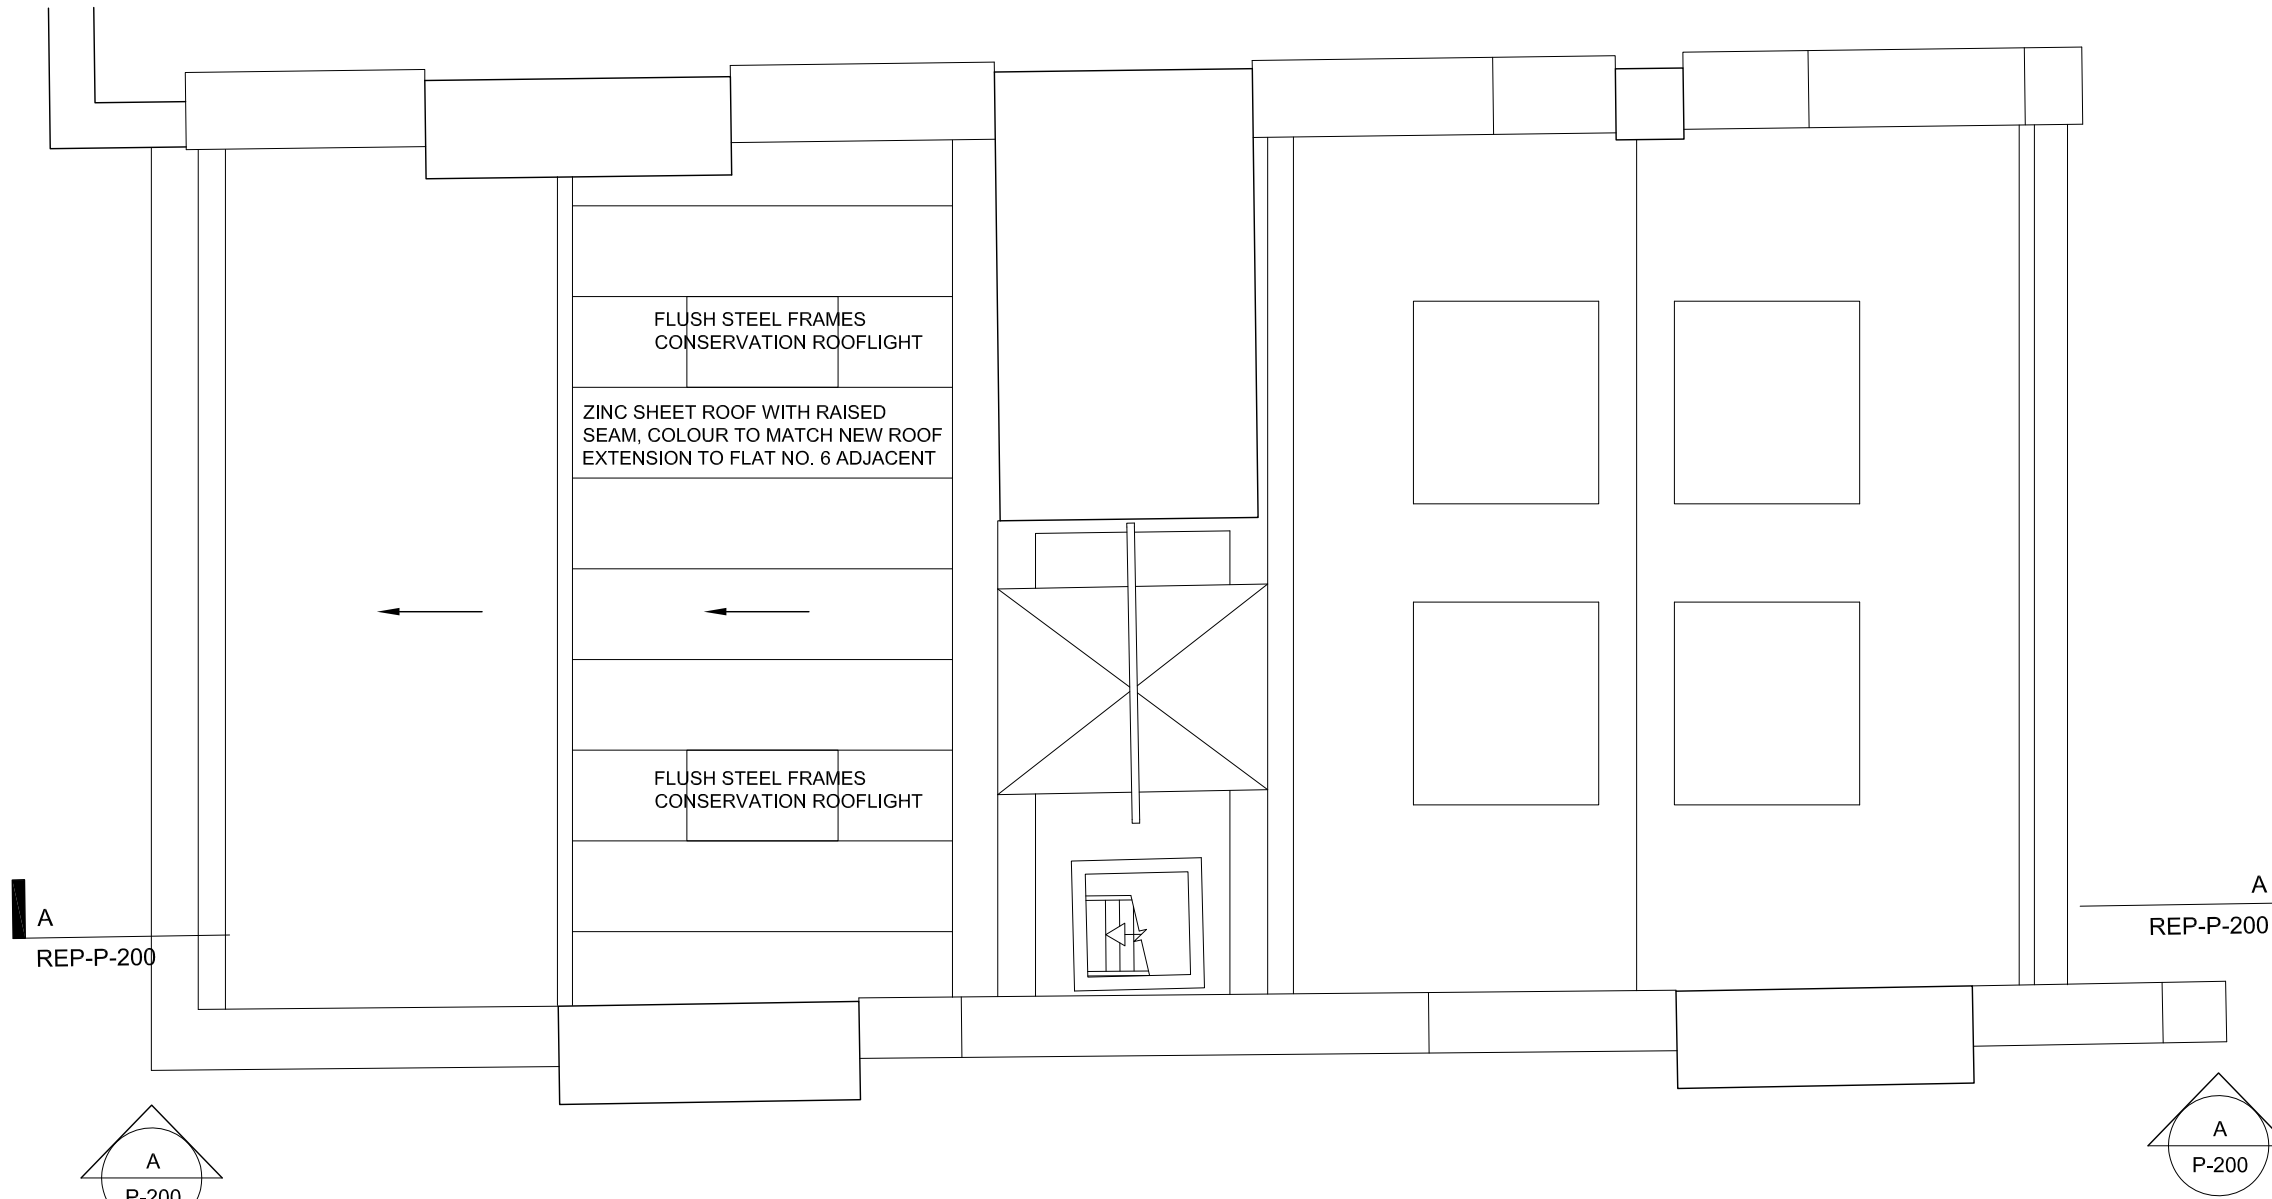 FLUSH STEEL FRAMES
CONSERVATION ROOFLIGHT
ZINC SHEET ROOF WITH RAISED
SEAM, COLOUR TO MATCH NEW ROOF
EXTENSION TO FLAT NO. 6 ADJACENT
FLUSH STEEL FRAMES
CONSERVATION ROOFLIGHT
A
REP-P-200
A
REP-P-200
A
P-200
A
P-200